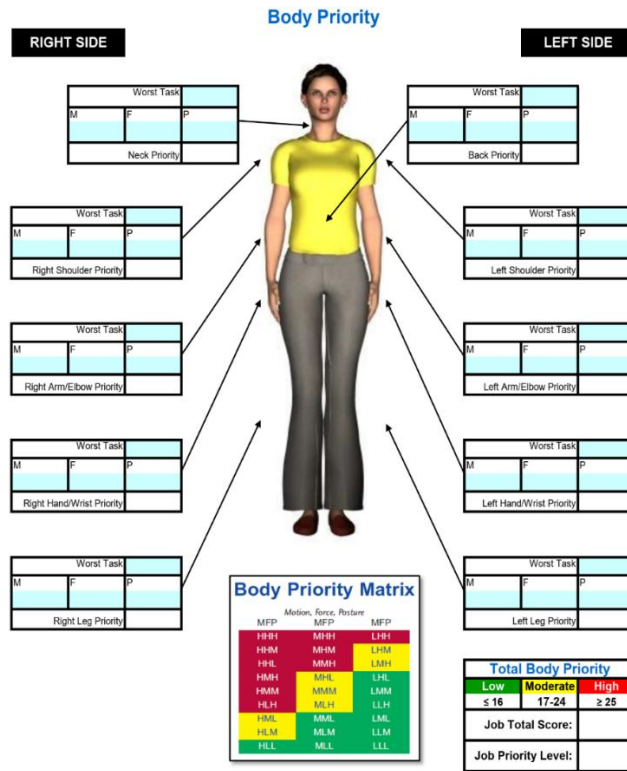 Body Priority
RIGHT SIDE
LEFT SIDE
Worst Task
M F P
Neck Priority
Worst Task
M F P
Back Priority
Worst Task
M F P
Right Shoulder Priority
Worst Task
M F P
Left Shoulder Priority
Worst Task
M F P
Right Arm/Elbow Priority
Worst Task
M F P
Left Arm/Elbow Priority
Worst Task
M F P
Right Hand/Wrist Priority
Worst Task
M F P
Left Hand/Wrist Priority
Worst Task
M F P
Right Leg Priority
Worst Task
M F P
Left Leg Priority
Body Priority Matrix
Motion, Force, Posture
MFP MFP MFP
HHH MHH LHH
HHM MHM LHM
HHL MMH LMH
HMH MHL LHL
HMM MMM LMM
HLH MLH LLH
HML MML LML
HLM MLM LLM
HLL MLL LLL
Total Body Priority
Low Moderate High
≤ 16 17-24 ≥ 25
Job Total Score:
Job Priority Level: